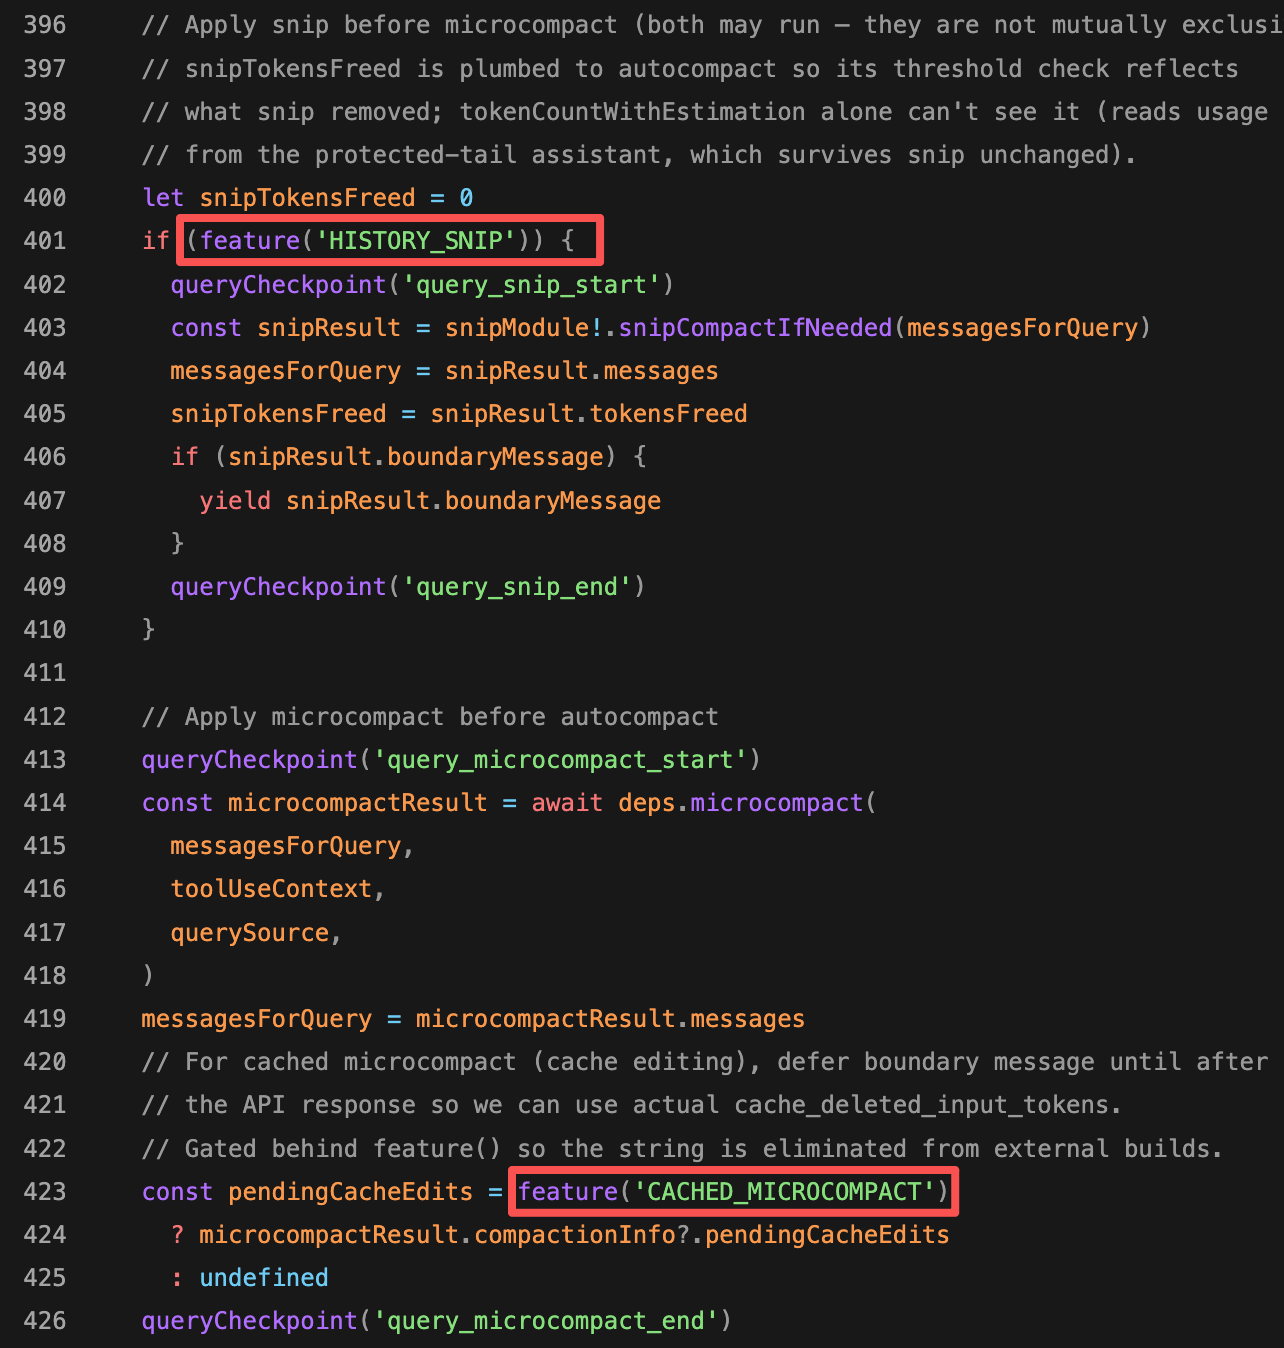 396 // Apply snip before microcompact (both may run — they are not mutually exclusi
397 // snipTokensFreed is plumbed to autocompact so its threshold check reflects
398 // what snip removed; tokenCountWithEstimation alone can't see it (reads usage
399 // from the protected-tail assistant, which survives snip unchanged).
400 let snipTokensFreed = 0
401 if (feature('HISTORY_SNIP')) {
402 queryCheckpoint('query_snip_start')
403 const snipResult = snipModule!.snipCompactIfNeeded(messagesForQuery)
404 messagesForQuery = snipResult.messages
405 snipTokensFreed = snipResult.tokensFreed
406 if (snipResult.boundaryMessage) {
407 yield snipResult.boundaryMessage
408 }
409 queryCheckpoint('query_snip_end')
410 }
411
412 // Apply microcompact before autocompact
413 queryCheckpoint('query_microcompact_start')
414 const microcompactResult = await deps.microcompact(
415 messagesForQuery,
416 toolUseContext,
417 querySource,
418 )
419 messagesForQuery = microcompactResult.messages
420 // For cached microcompact (cache editing), defer boundary message until after
421 // the API response so we can use actual cache_deleted_input_tokens.
422 // Gated behind feature() so the string is eliminated from external builds.
423 const pendingCacheEdits = feature('CACHED_MICROCOMPACT')
424 ? microcompactResult.compactionInfo?.pendingCacheEdits
425 : undefined
426 queryCheckpoint('query_microcompact_end')